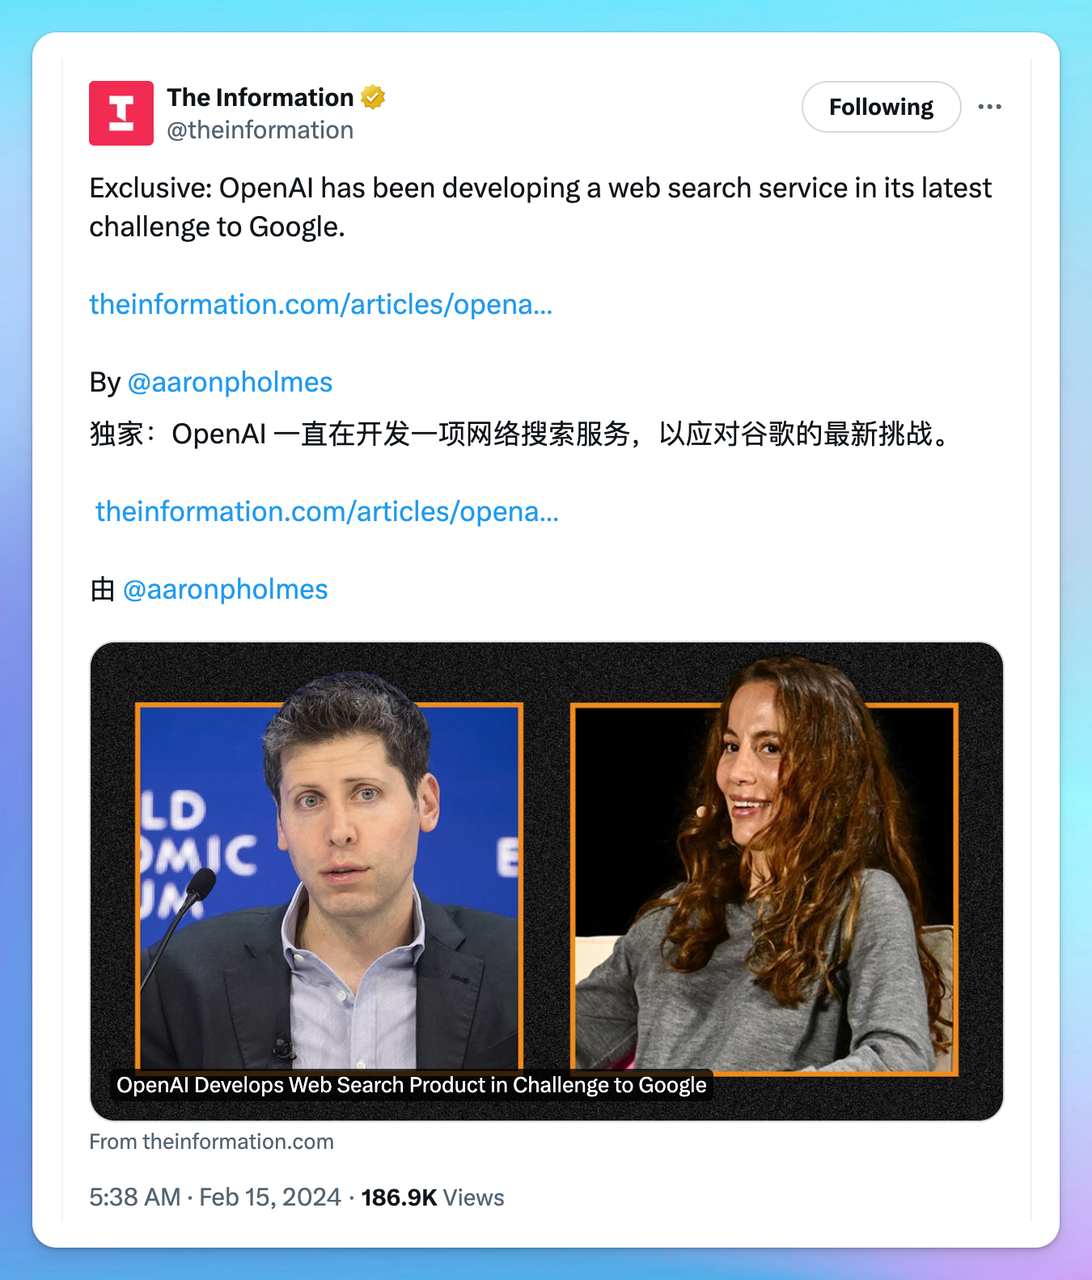 The Information
@theinformation
Following
Exclusive: OpenAI has been developing a web search service in its latest
challenge to Google.
theinformation.com/articles/opena...
By @aaronpholmes
独家：OpenAI 一直在开发一项网络搜索服务，以应对谷歌的最新挑战。
theinformation.com/articles/opena...
由 @aaronpholmes
LD
OMIC
UM
E
OpenAI Develops Web Search Product in Challenge to Google
From theinformation.com
5:38 AM · Feb 15, 2024 · 186.9K Views